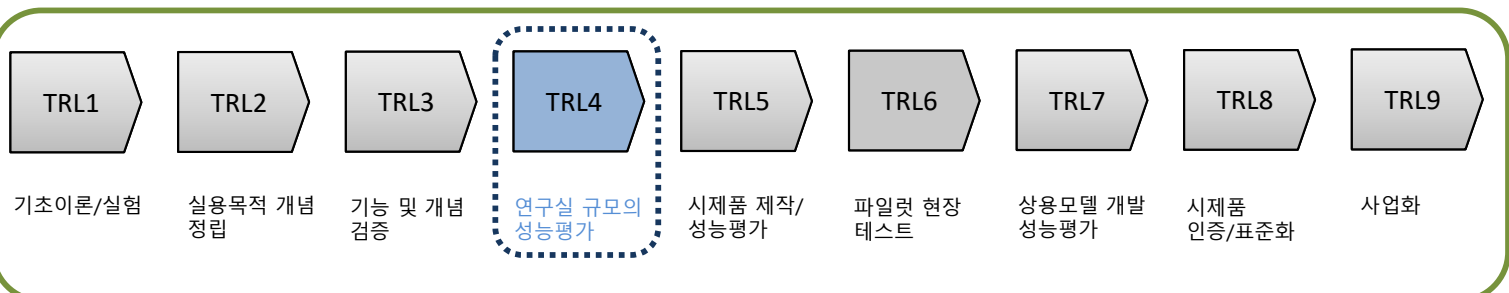 TRL1
TRL2
TRL3
TRL4
TRL5
TRL6
TRL7
TRL8
TRL9
기초이론/실험
실용목적 개념
정립
기능 및 개념
검증
연구실 규모의
성능평가
시제품 제작/
성능평가
파일럿 현장
테스트
상용모델 개발
성능평가
시제품
인증/표준화
사업화